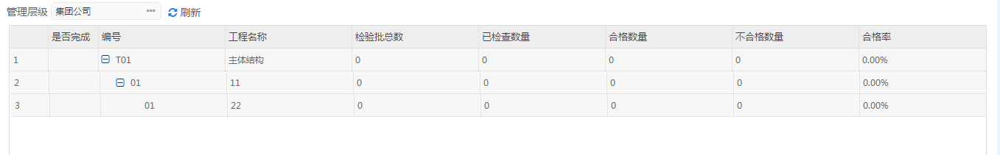 管理层级 集团公司 ··· 刷新
是否完成 编号 工程名称 检验批总数 已检查数量 合格数量 不合格数量 合格率
1 T01 主体结构 0 0 0 0 0.00%
2 01 11 0 0 0 0 0.00%
3 01 22 0 0 0 0 0.00%